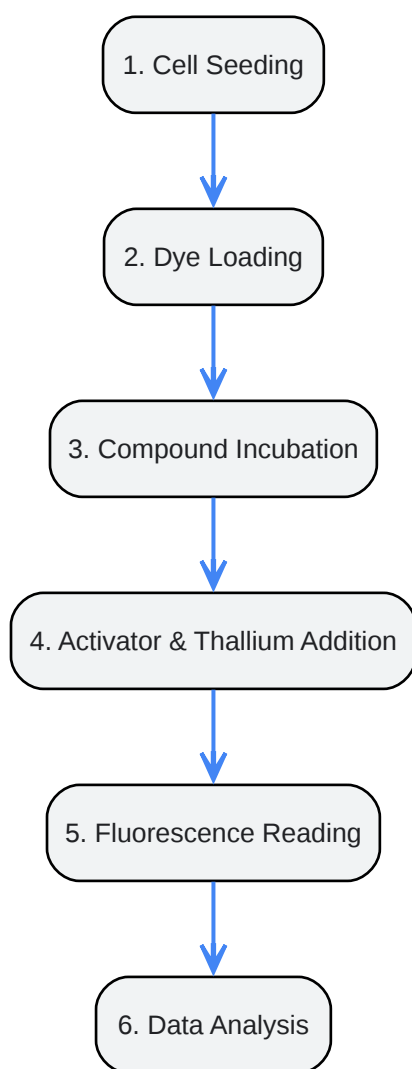 1. Cell Seeding
2. Dye Loading
3. Compound Incubation
4. Activator & Thallium Addition
5. Fluorescence Reading
6. Data Analysis